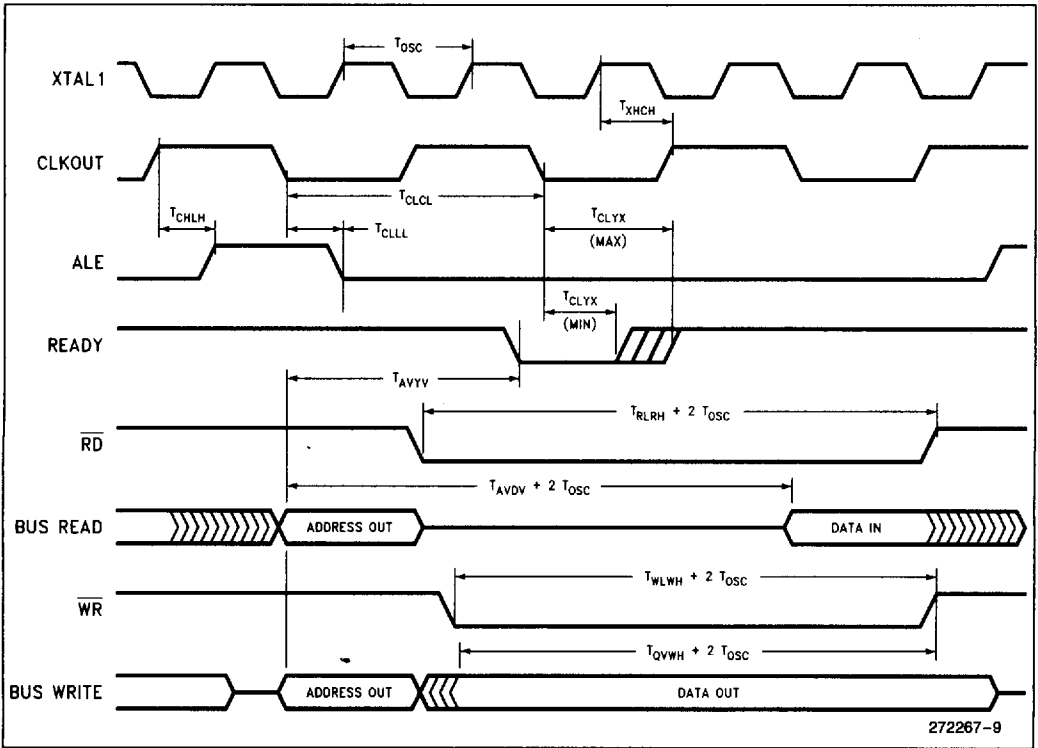 T_OSC
XTAL1
T_XHCH
CLKOUT
T_CLCL
T_CHLH
T_CLLL
T_CLYX
(MAX)
ALE
T_CLYX
(MIN)
READY
T_AVYV
T_RLRH + 2 T_OSC
RD
T_AVDV + 2 T_OSC
BUS READ
ADDRESS OUT
DATA IN
T_WLWH + 2 T_OSC
WR
T_QVWH + 2 T_OSC
BUS WRITE
ADDRESS OUT
DATA OUT
272267-9